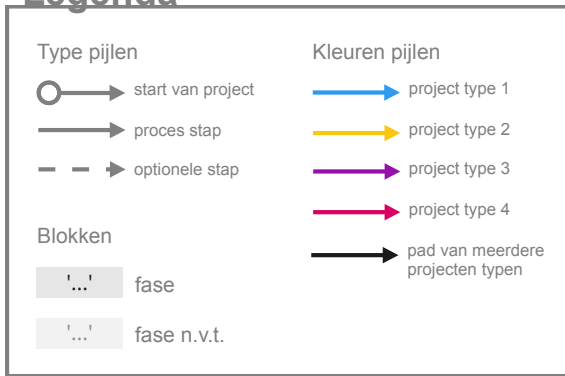 Legenda
Type pijlen
start van project
proces stap
optionele stap
Blokken
'...' fase
'...' fase n.v.t.
Kleuren pijlen
project type 1
project type 2
project type 3
project type 4
pad van meerdere
projecten typen